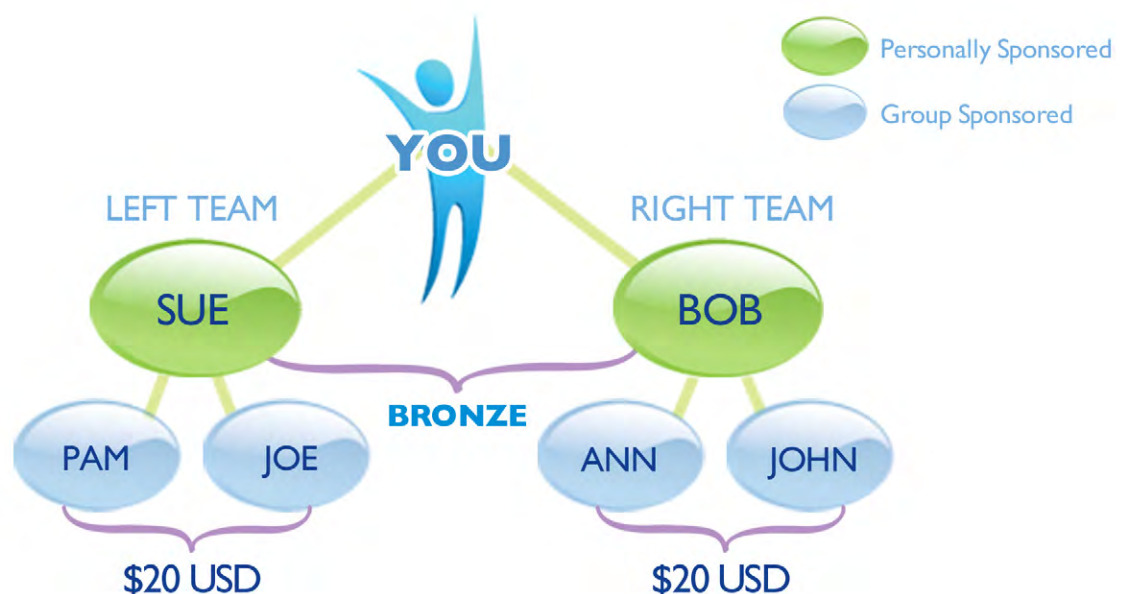 Personally Sponsored
Group Sponsored
YOU
LEFT TEAM
RIGHT TEAM
SUE
BOB
BRONZE
PAM
JOE
ANN
JOHN
$20 USD
$20 USD